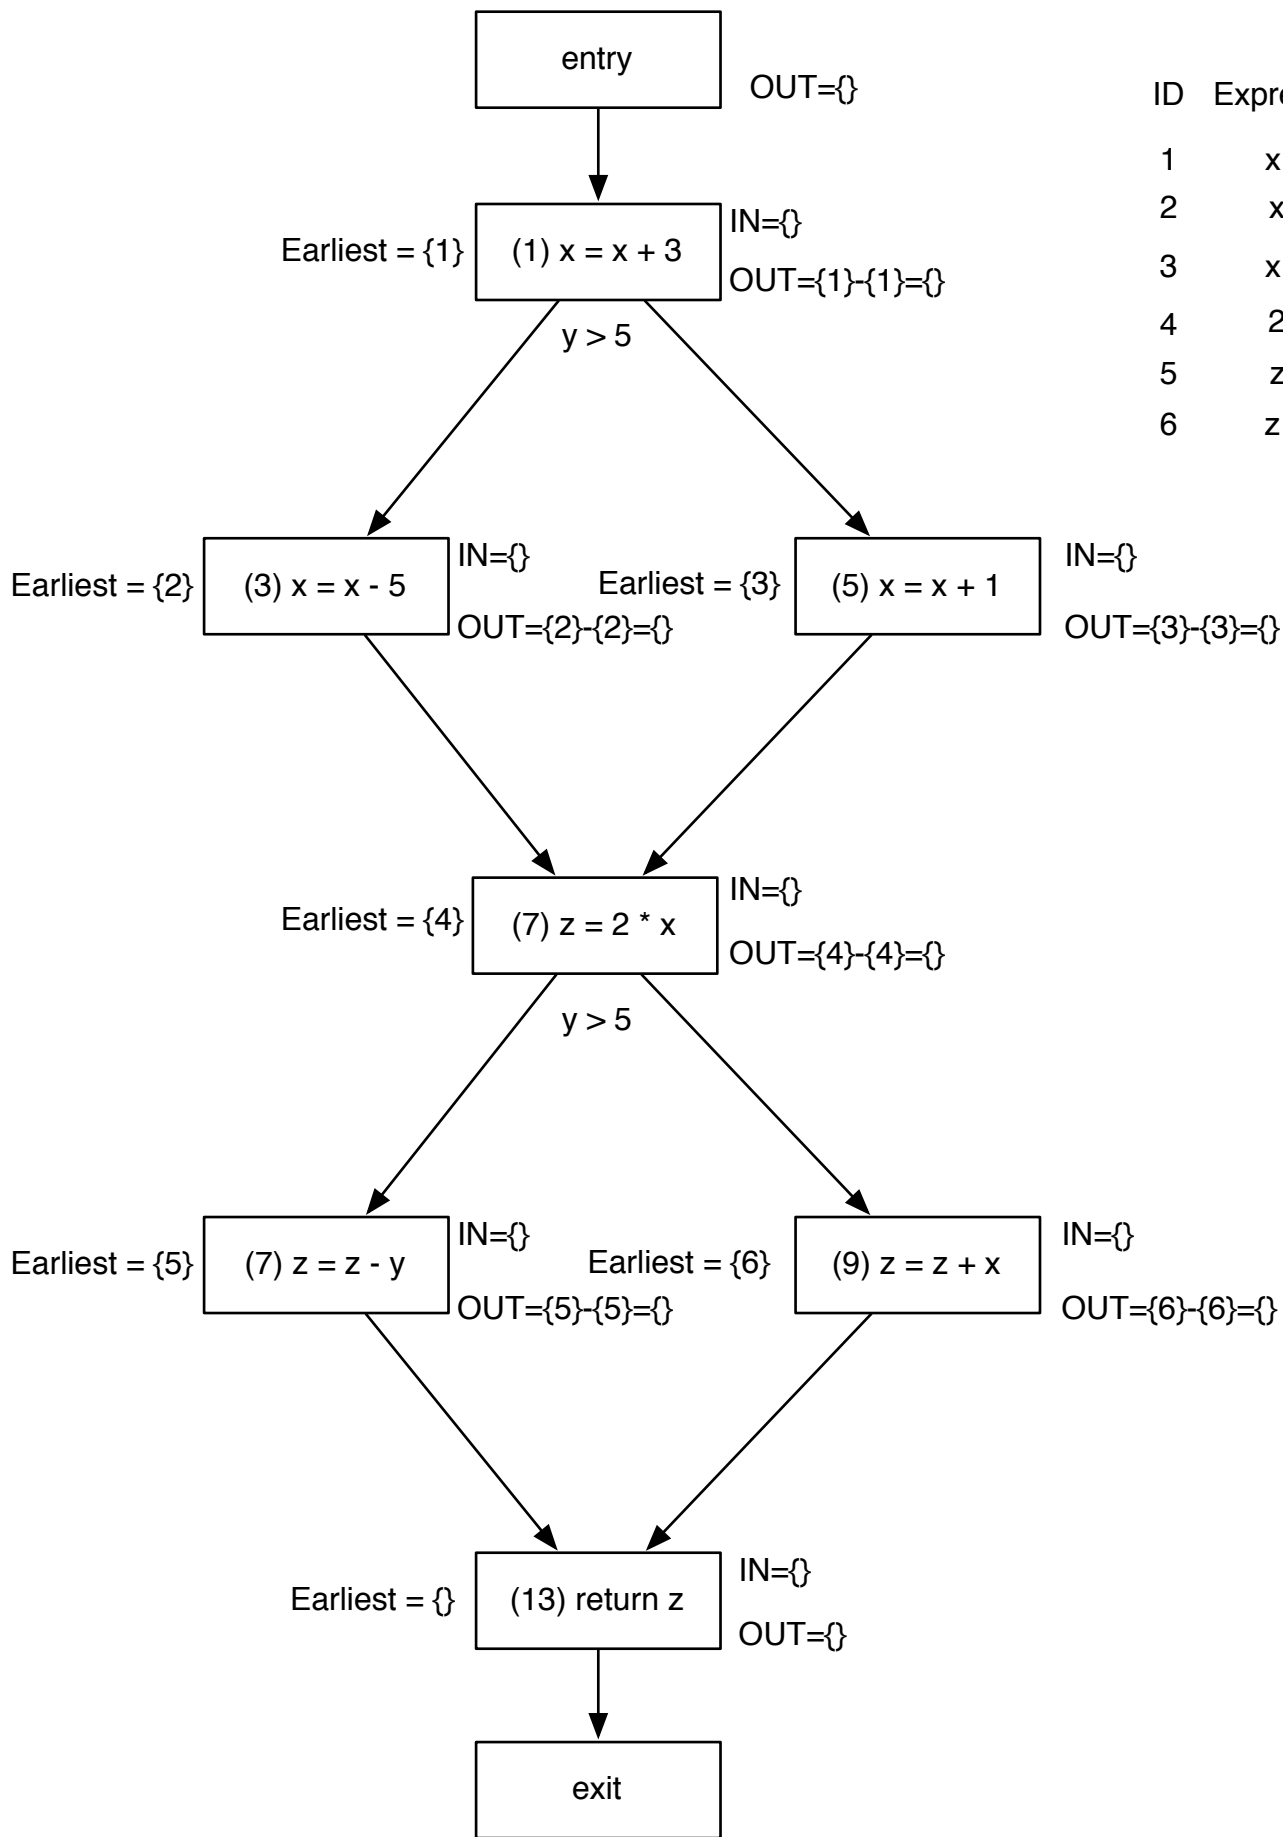 entry
OUT={}
ID
1
x
2
x
3
x
4
2
5
z
6
z
Earliest = {1}
(1) x = x + 3
IN={}
OUT={1}-{1}={}
y > 5
Earliest = {2}
(3) x = x - 5
IN={}
OUT={2}-{2}={}
Earliest = {3}
(5) x = x + 1
IN={}
OUT={3}-{3}={}
Earliest = {4}
(7) z = 2 * x
IN={}
OUT={4}-{4}={}
y > 5
Earliest = {5}
(7) z = z - y
IN={}
OUT={5}-{5}={}
Earliest = {6}
(9) z = z + x
IN={}
OUT={6}-{6}={}
Earliest = {}
(13) return z
IN={}
OUT={}
exit